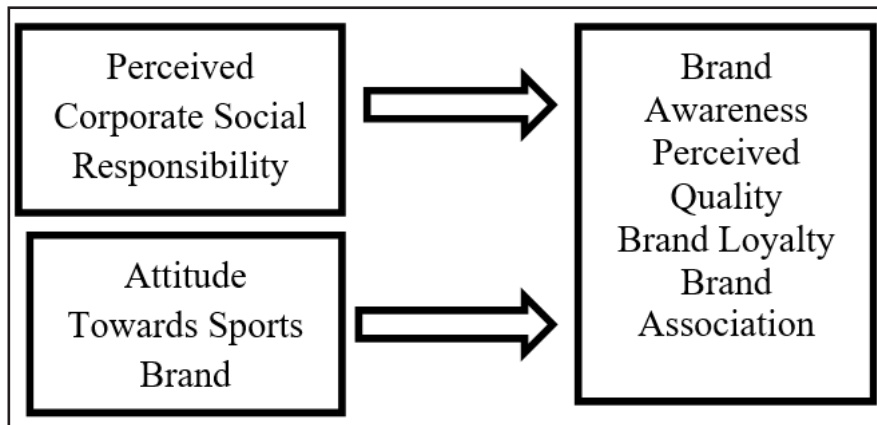 Perceived
Corporate Social
Responsibility
Attitude
Towards Sports
Brand
Brand
Awareness
Perceived
Quality
Brand Loyalty
Brand
Association